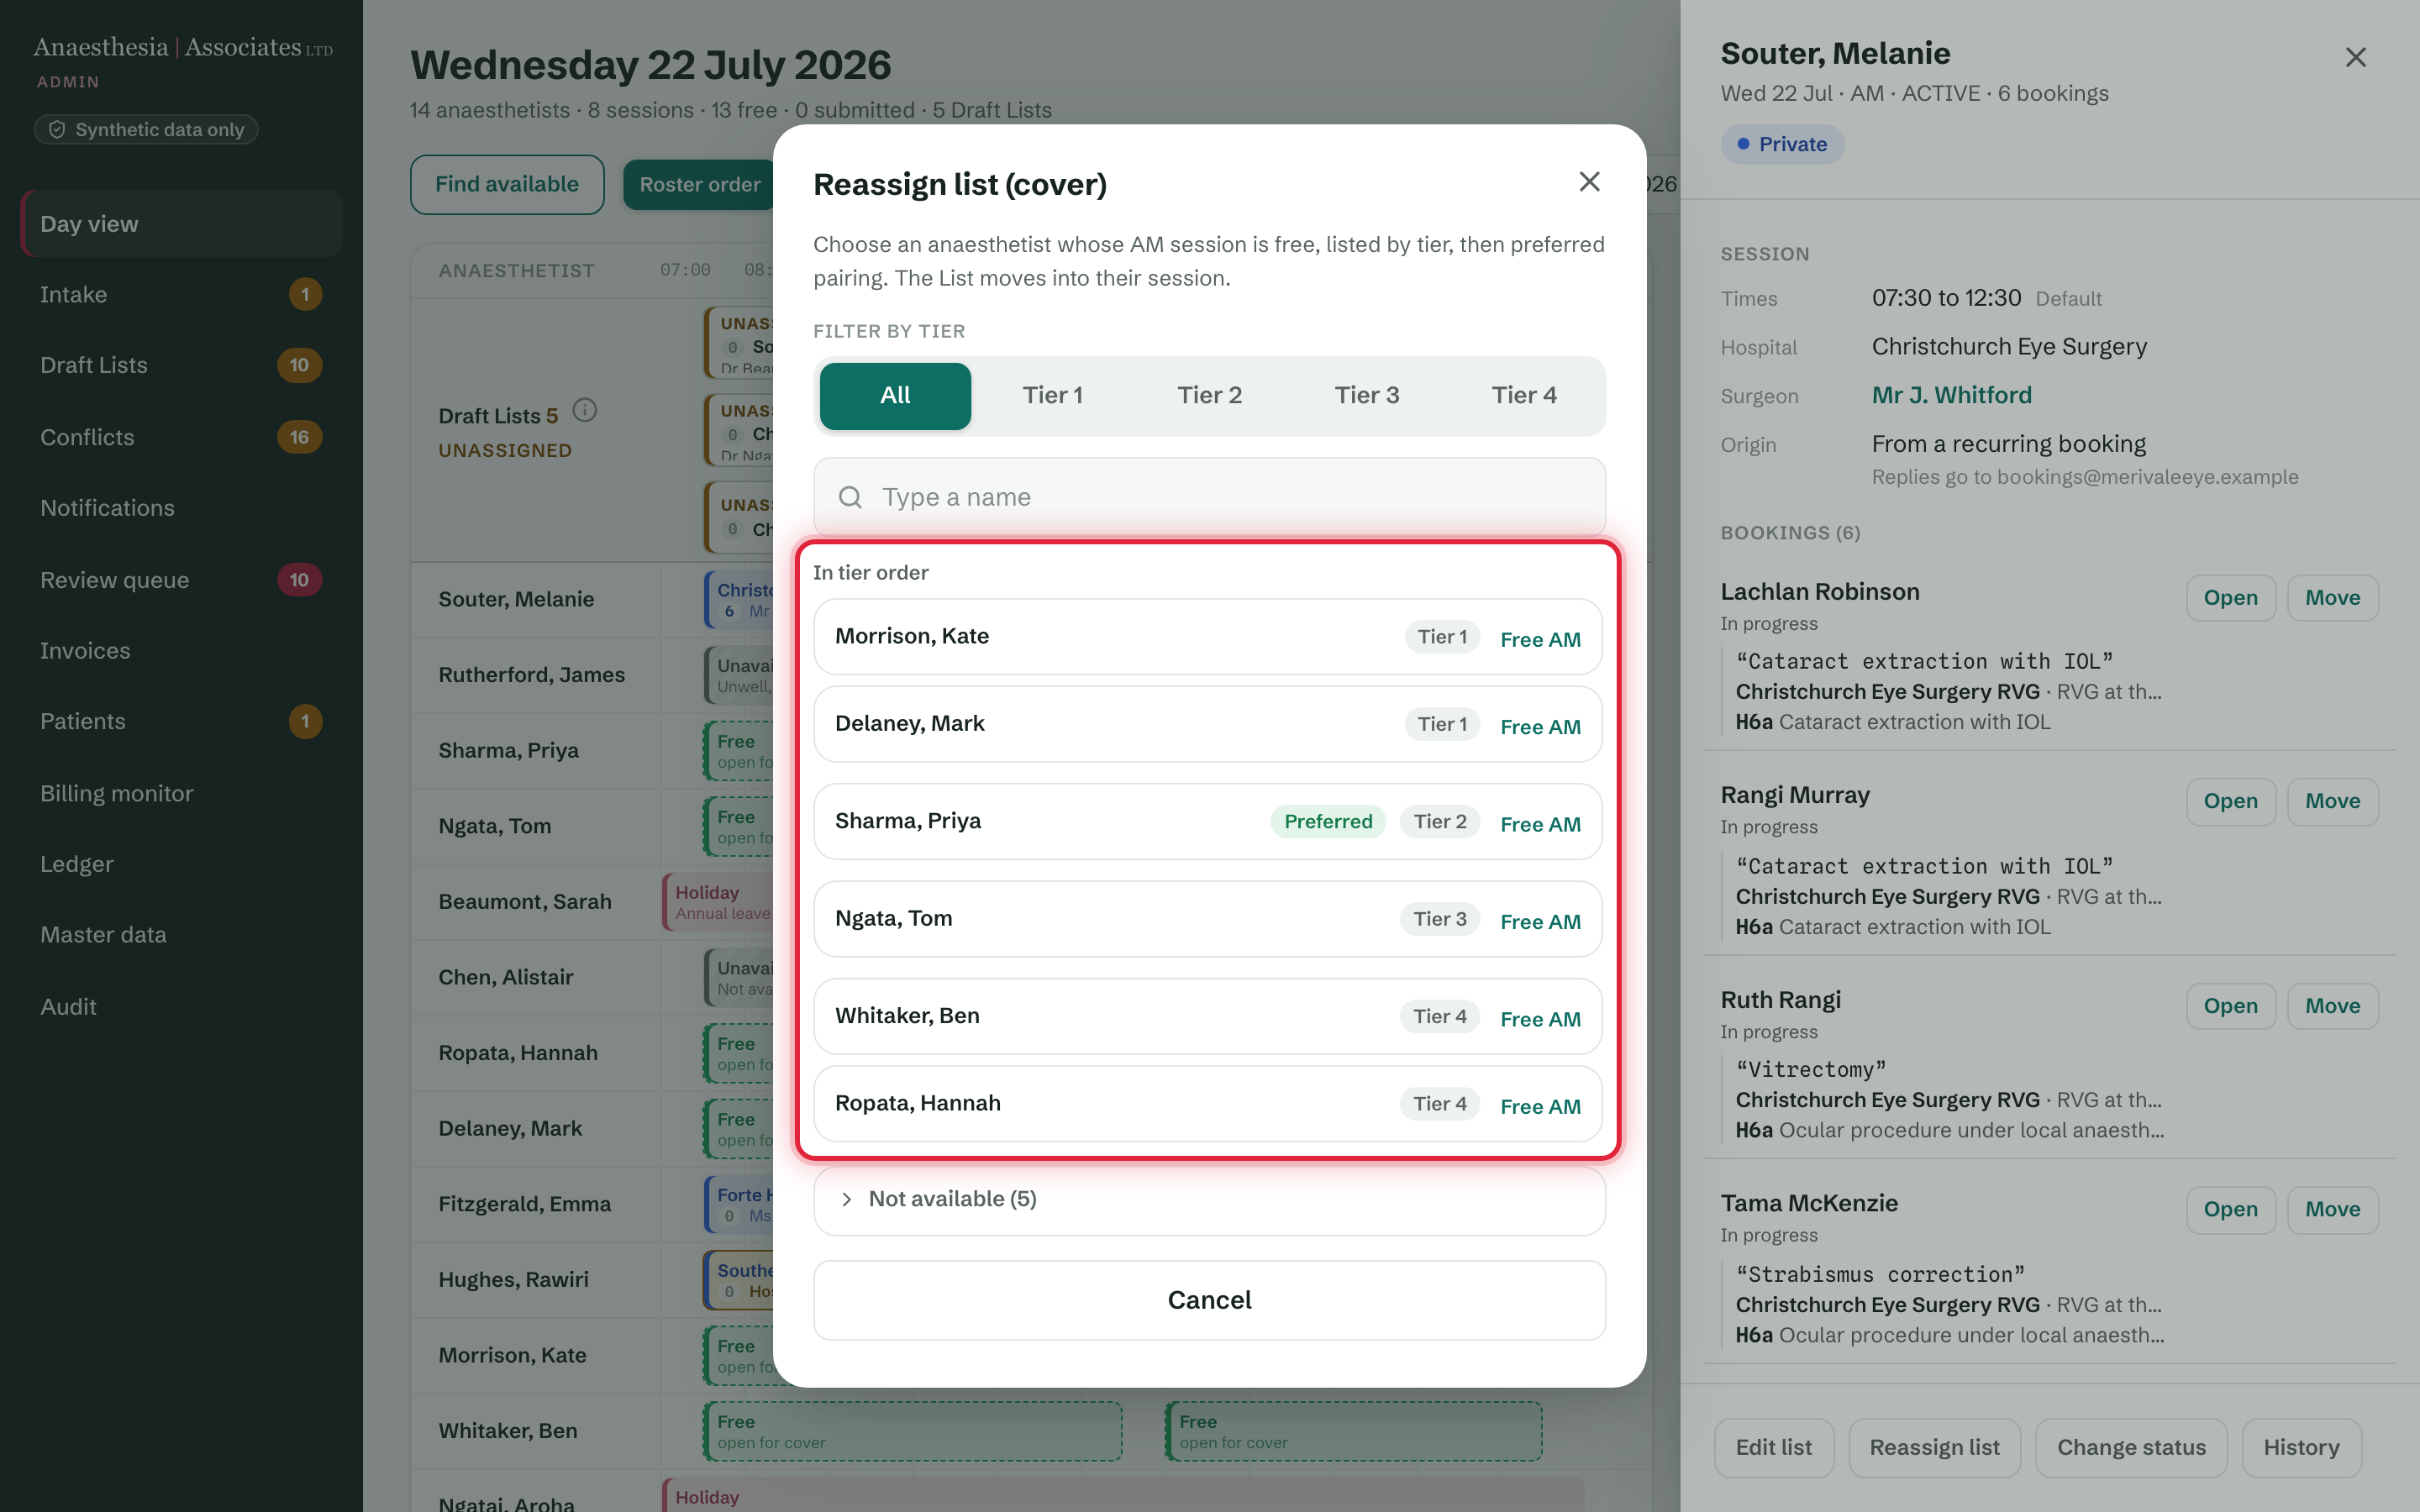 Anaesthesia | Associates LTD
ADMIN
Synthetic data only
Day view
Intake 1
Draft Lists 10
Conflicts 16
Notifications
Review queue 10
Invoices
Patients 1
Billing monitor
Ledger
Master data
Audit
Wednesday 22 July 2026
14 anaesthetists · 8 sessions · 13 free · 0 submitted · 5 Draft Lists
Find available
Roster order
ANAESTHETIST 07:00
Draft Lists 5
UNASSIGNED
0
0
0
Souter, Melanie
6 Mr
Rutherford, James
Unwell,
Sharma, Priya
Free
Ngata, Tom
Free
Beaumont, Sarah
Holiday
Annual leave
Chen, Alistair
Ropata, Hannah
Free
Delaney, Mark
Free
Fitzgerald, Emma
Forte
0 Ms
Hughes, Rawiri
0
Morrison, Kate
Free
Whitaker, Ben
Free
open for cover
Free
open for cover
Ngatai, Aroha
Holiday
Reassign list (cover)
Choose an anaesthetist whose AM session is free, listed by tier, then preferred
pairing. The List moves into their session.
FILTER BY TIER
All Tier 1 Tier 2 Tier 3 Tier 4
Type a name
In tier order
Morrison, Kate Tier 1 Free AM
Delaney, Mark Tier 1 Free AM
Sharma, Priya Preferred Tier 2 Free AM
Ngata, Tom Tier 3 Free AM
Whitaker, Ben Tier 4 Free AM
Ropata, Hannah Tier 4 Free AM
Not available (5)
Cancel
Souter, Melanie
Wed 22 Jul · AM · ACTIVE · 6 bookings
Private
SESSION
Times 07:30 to 12:30 Default
Hospital Christchurch Eye Surgery
Surgeon Mr J. Whitford
Origin From a recurring booking
Replies go to bookings@merivaleeye.example
BOOKINGS (6)
Lachlan Robinson Open Move
In progress
“Cataract extraction with IOL”
Christchurch Eye Surgery RVG · RVG at th…
H6a Cataract extraction with IOL
Rangi Murray Open Move
In progress
“Cataract extraction with IOL”
Christchurch Eye Surgery RVG · RVG at th…
H6a Cataract extraction with IOL
Ruth Rangi Open Move
In progress
“Vitrectomy”
Christchurch Eye Surgery RVG · RVG at th…
H6a Ocular procedure under local anaesth…
Tama McKenzie Open Move
In progress
“Strabismus correction”
Christchurch Eye Surgery RVG · RVG at th…
H6a Ocular procedure under local anaesth…
Edit list Reassign list Change status History